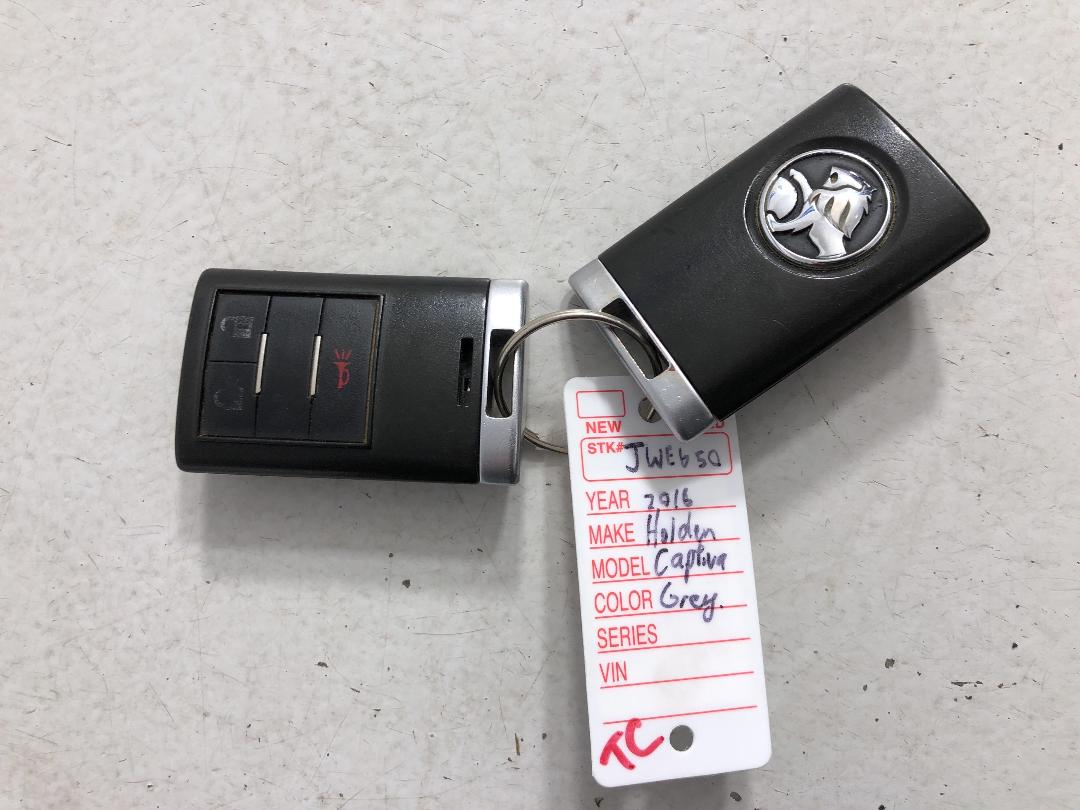 NEW
STK# JWE650
YEAR 2016
MAKE Holden
MODEL Captiva
COLOR Grey.
SERIES
VIN
TC